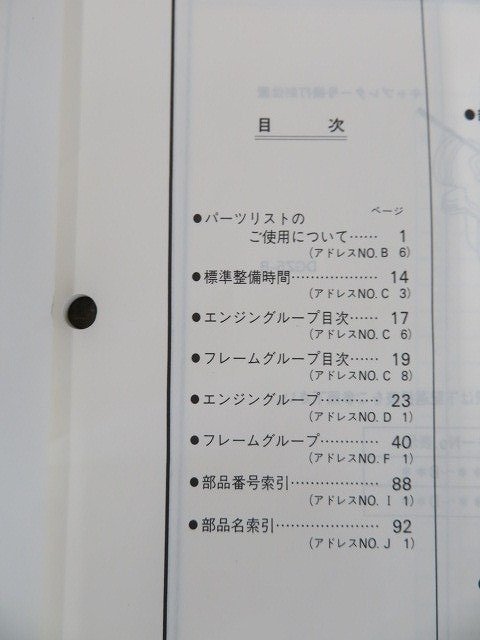 目 次
ページ
●パーツリストの
ご使用について…… 1
(アドレスNO. B 6)
●標準整備時間……………… 14
(アドレスNO. C 3)
●エンジングループ目次…… 17
(アドレスNO. C 6)
●フレームグループ目次…… 19
(アドレスNO. C 8)
●エンジングループ………… 23
(アドレスNO. D 1)
●フレームグループ………… 40
(アドレスNO. F 1)
●部品番号索引……………… 88
(アドレスNO. I 1)
●部品名索引………………… 92
(アドレスNO. J 1)